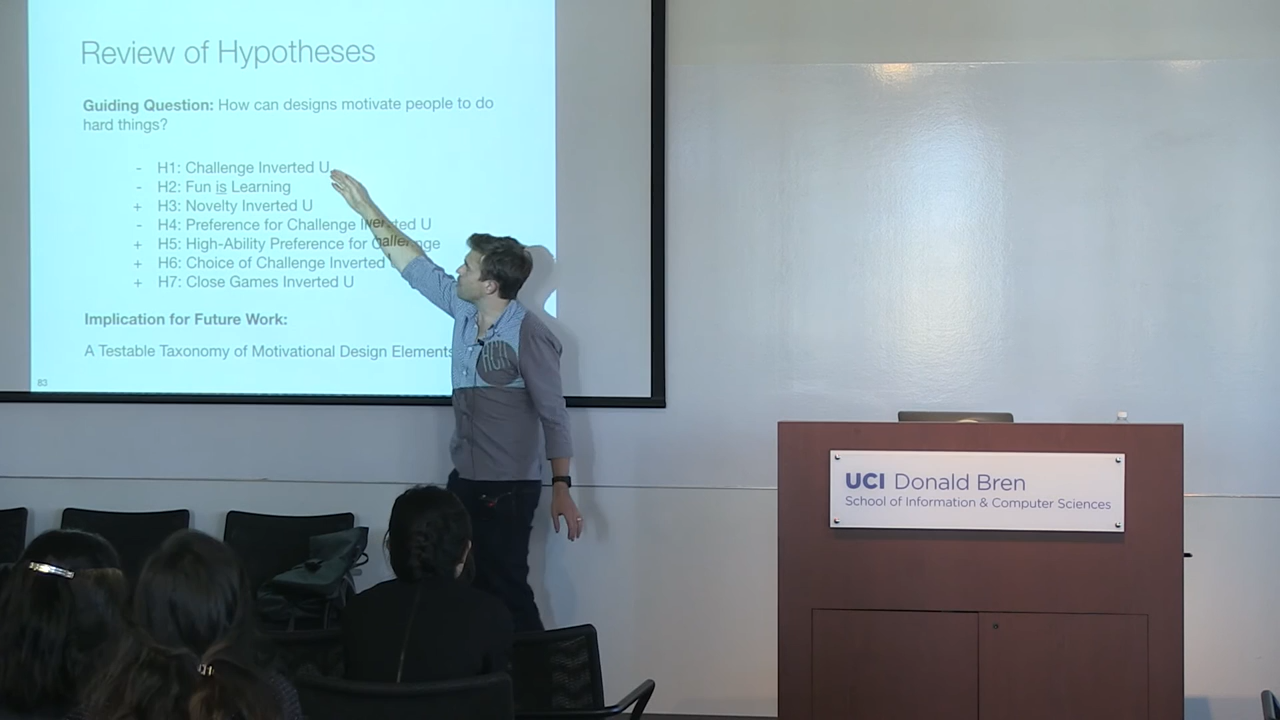 Review of Hypotheses
Guiding Question: How can designs motivate people to do
hard things?
- H1: Challenge Inverted U
- H2: Fun is Learning
+ H3: Novelty Inverted U
- H4: Preference for Challenge Inverted U
+ H5: High-Ability Preference for Challenge
+ H6: Choice of Challenge Inverted
+ H7: Close Games Inverted U
Implication for Future Work:
A Testable Taxonomy of Motivational Design Elements
83
UCI Donald Bren
School of Information & Computer Sciences